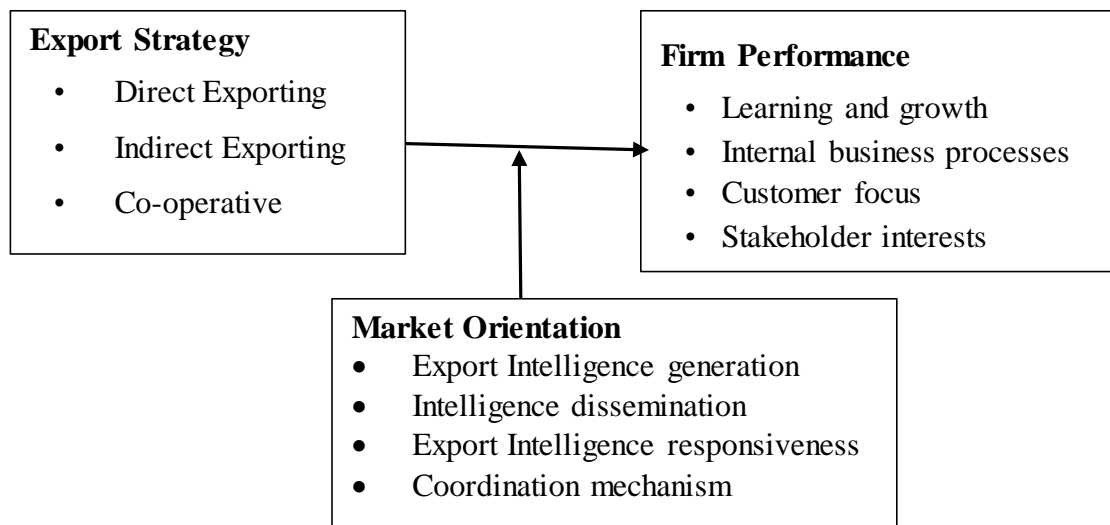 Export Strategy
• Direct Exporting
• Indirect Exporting
• Co-operative
Firm Performance
• Learning and growth
• Internal business processes
• Customer focus
• Stakeholder interests
Market Orientation
• Export Intelligence generation
• Intelligence dissemination
• Export Intelligence responsiveness
• Coordination mechanism